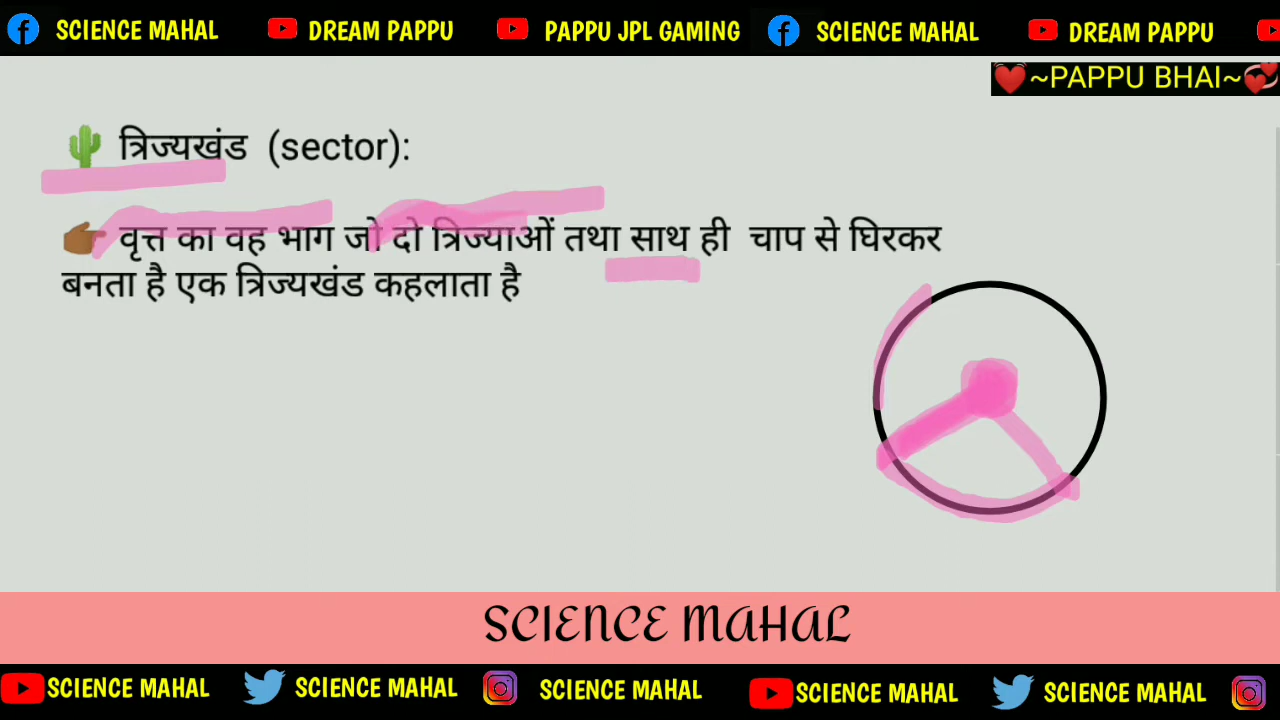 SCIENCE MAHAL DREAM PAPPU PAPPU JPL GAMING SCIENCE MAHAL DREAM PAPPU
~PAPPU BHAI~
त्रिज्यखंड (sector):
वृत्त का वह भाग जो दो त्रिज्याओं तथा साथ ही चाप से घिरकर
बनता है एक त्रिज्यखंड कहलाता है
SCIENCE MAHAL
SCIENCE MAHAL SCIENCE MAHAL SCIENCE MAHAL SCIENCE MAHAL SCIENCE MAHAL